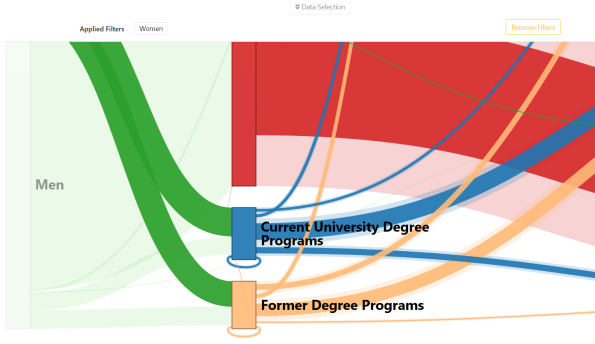 Data Selection
Applied Filters Women
Remove Filters
Men
Current University Degree
Programs
Former Degree Programs